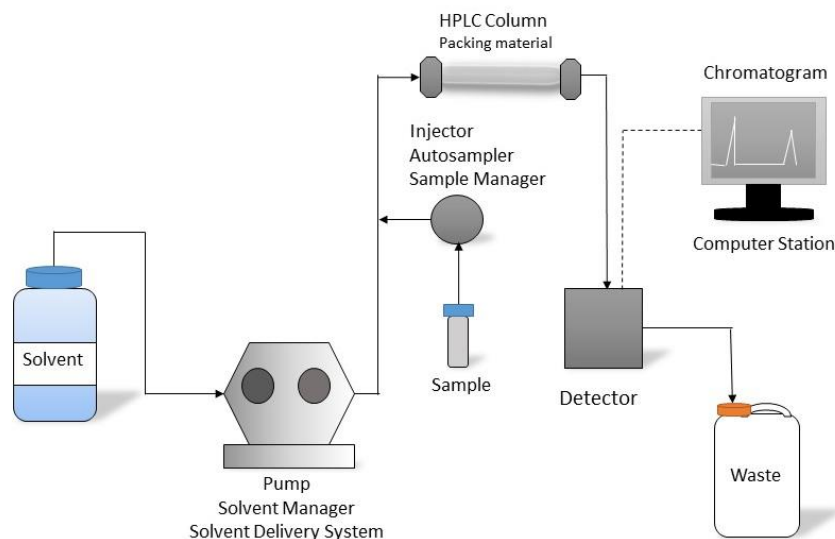 HPLC Column
Packing material
Chromatogram
Injector
Autosampler
Sample Manager
Computer Station
Solvent
Sample
Detector
Pump
Solvent Manager
Solvent Delivery System
Waste